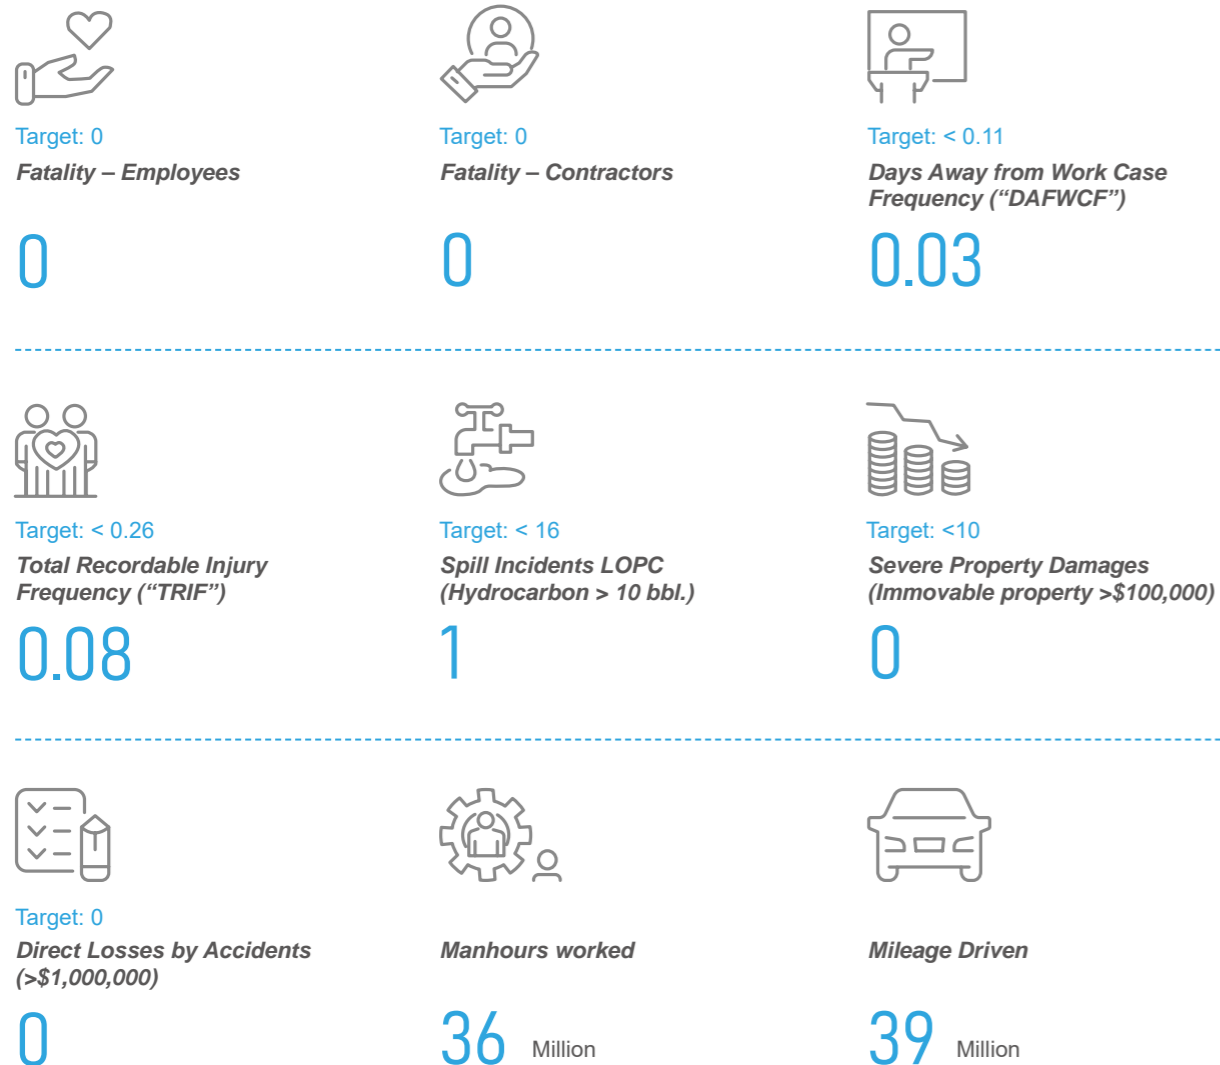 Target: 0
Fatality – Employees
0
Target: 0
Fatality – Contractors
0
Target: < 0.11
Days Away from Work Case
Frequency (“DAFWCF”)
0.03
Target: < 0.26
Total Recordable Injury
Frequency (“TRIF”)
0.08
Target: < 16
Spill Incidents LOPC
(Hydrocarbon > 10 bbl.)
1
Target: <10
Severe Property Damages
(Immovable property >$100,000)
0
Target: 0
Direct Losses by Accidents
(>$1,000,000)
0
Manhours worked
36 Million
Mileage Driven
39 Million